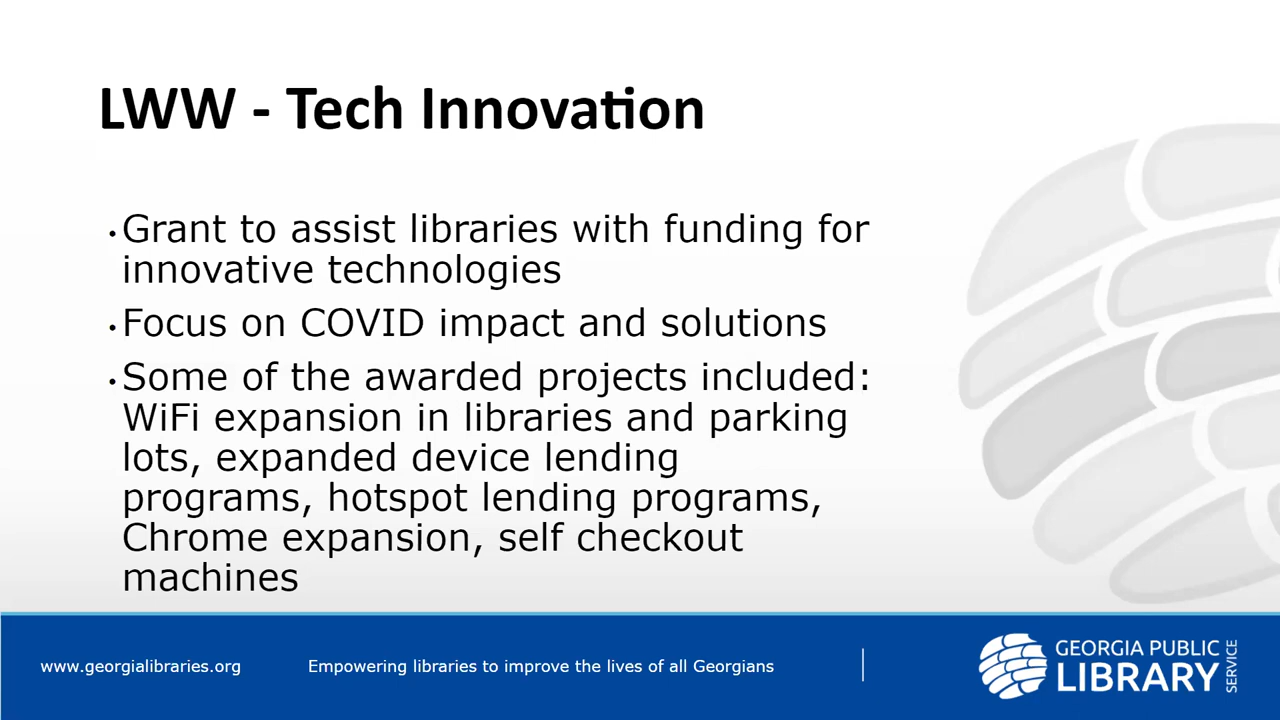 LWW - Tech Innovation
• Grant to assist libraries with funding for
innovative technologies
• Focus on COVID impact and solutions
• Some of the awarded projects included:
WiFi expansion in libraries and parking
lots, expanded device lending
programs, hotspot lending programs,
Chrome expansion, self checkout
machines
www.georgialibraries.org
Empowering libraries to improve the lives of all Georgians
GEORGIA PUBLIC
LIBRARY
SERVICE